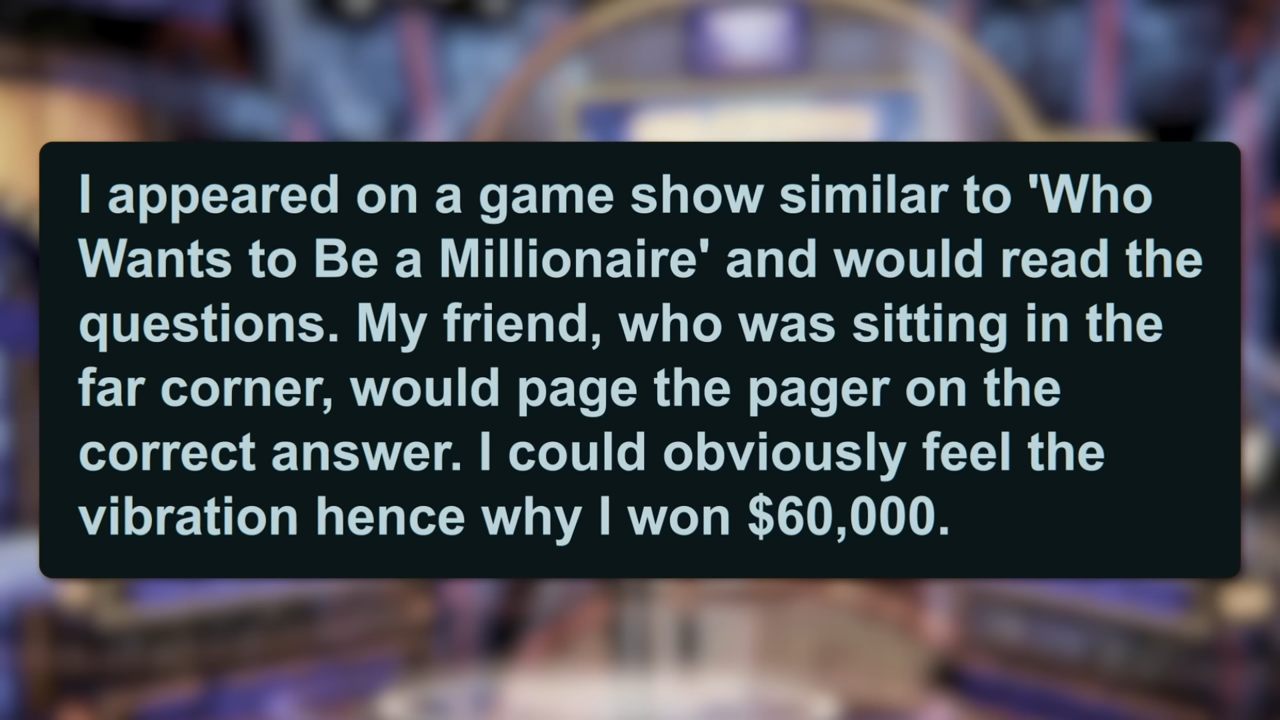 I appeared on a game show similar to 'Who
Wants to Be a Millionaire' and would read the
questions. My friend, who was sitting in the
far corner, would page the pager on the
correct answer. I could obviously feel the
vibration hence why I won $60,000.